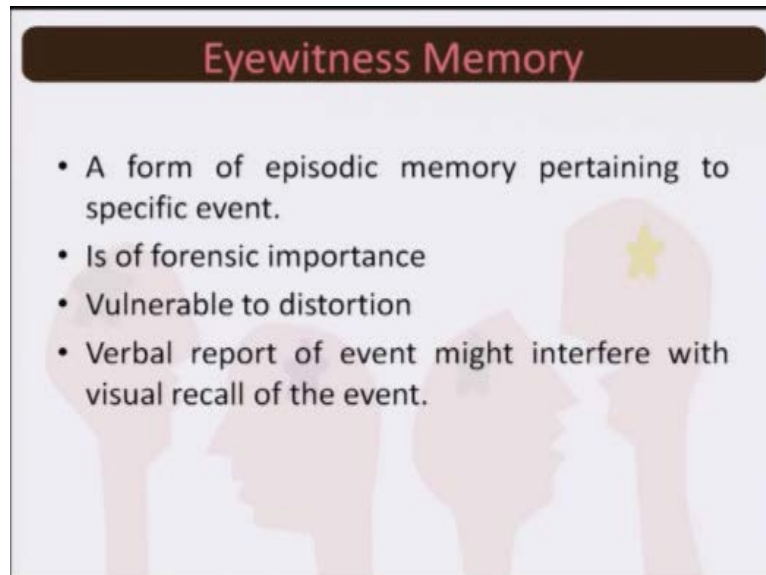 Eyewitness Memory
• A form of episodic memory pertaining to
specific event.
• Is of forensic importance
• Vulnerable to distortion
• Verbal report of event might interfere with
visual recall of the event.